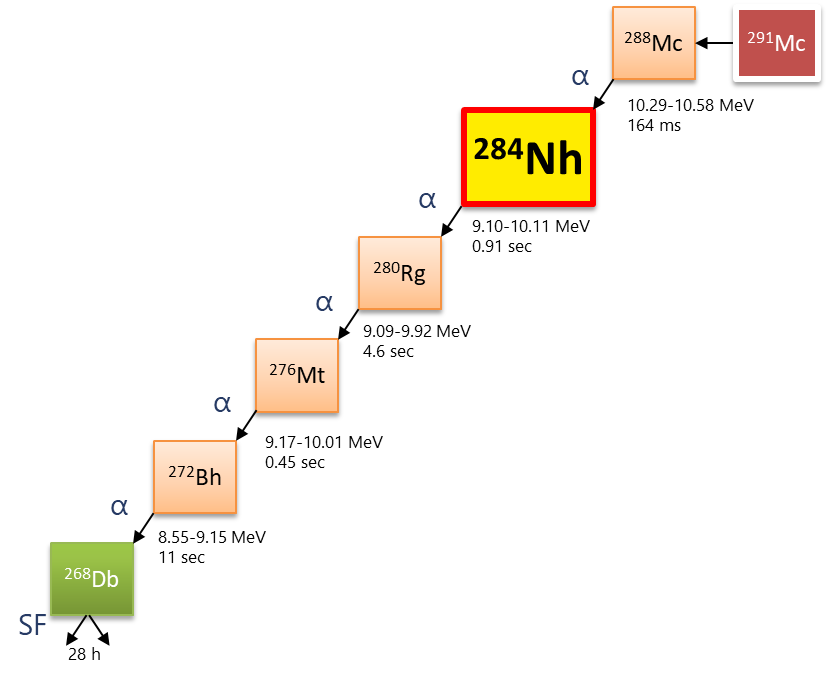 ²⁸⁸Mc
²⁹¹Mc
α
10.29-10.58 MeV
164 ms
²⁸⁴Nh
α
9.10-10.11 MeV
0.91 sec
²⁸⁰Rg
α
9.09-9.92 MeV
4.6 sec
²⁷⁶Mt
α
9.17-10.01 MeV
0.45 sec
²⁷²Bh
α
8.55-9.15 MeV
11 sec
²⁶⁸Db
SF
28 h